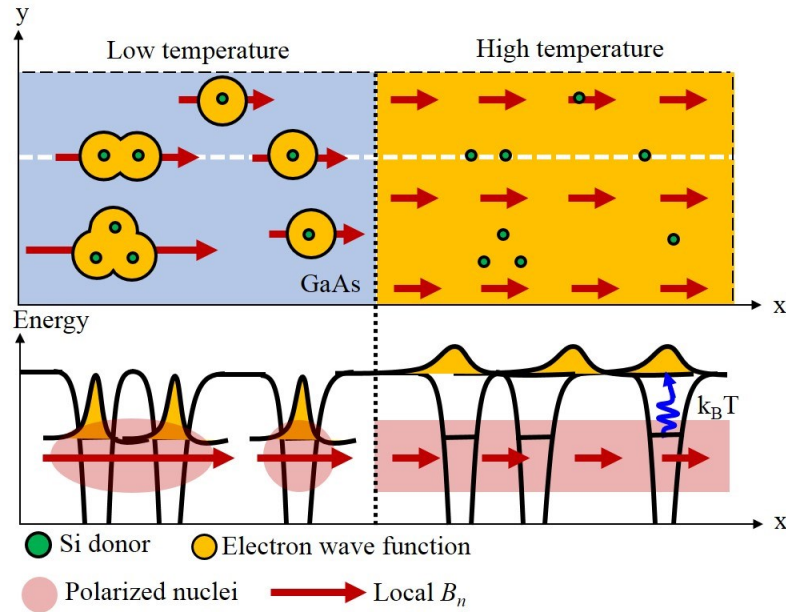 y
Low temperature
High temperature
GaAs
x
Energy
k_BT
x
Si donor
Electron wave function
Polarized nuclei
Local B_n